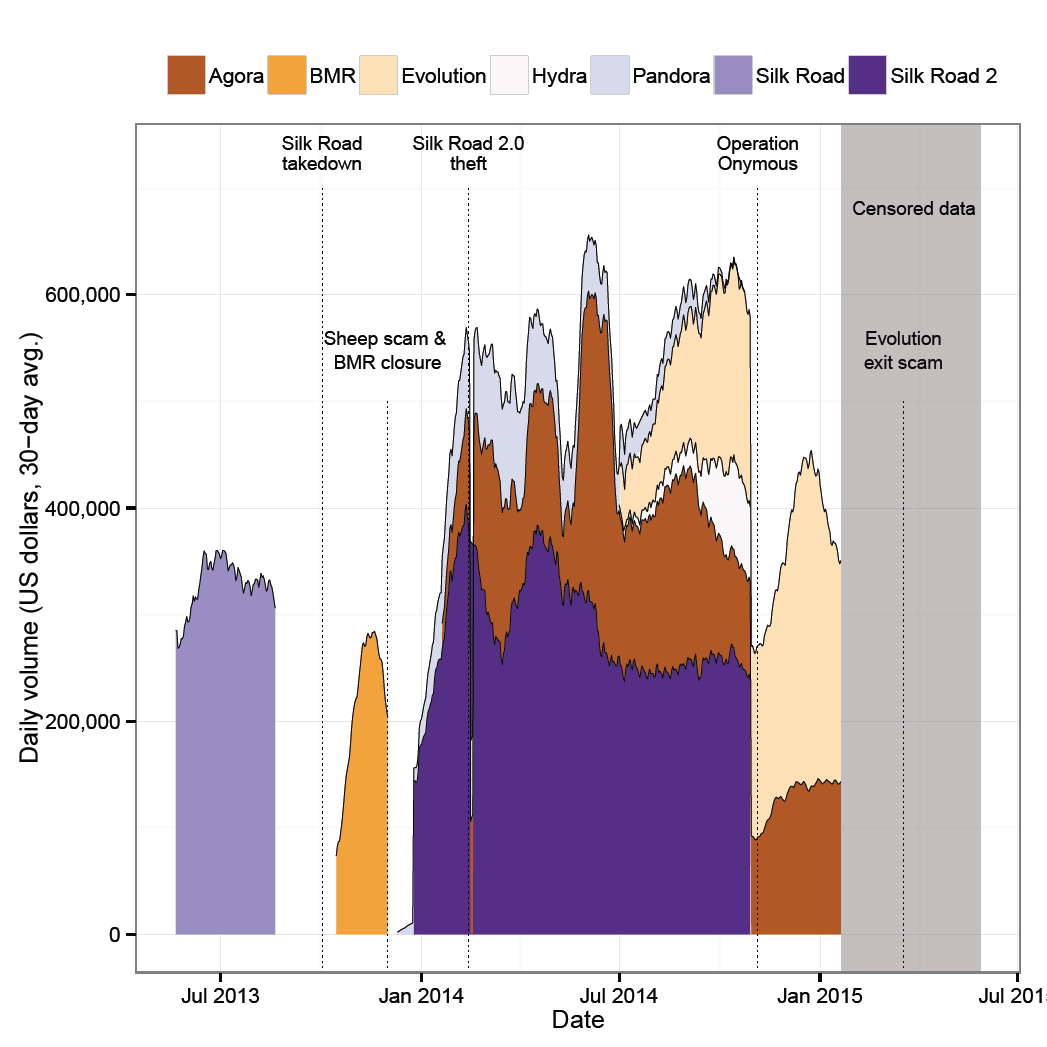 Agora BMR Evolution Hydra Pandora Silk Road Silk Road 2
Silk Road
takedown
Silk Road 2.0
theft
Operation
Onymous
Censored data
Sheep scam &
BMR closure
Evolution
exit scam
Daily volume (US dollars, 30−day avg.)
600,000
400,000
200,000
0
Jul 2013 Jan 2014 Jul 2014 Jan 2015 Jul 201
Date